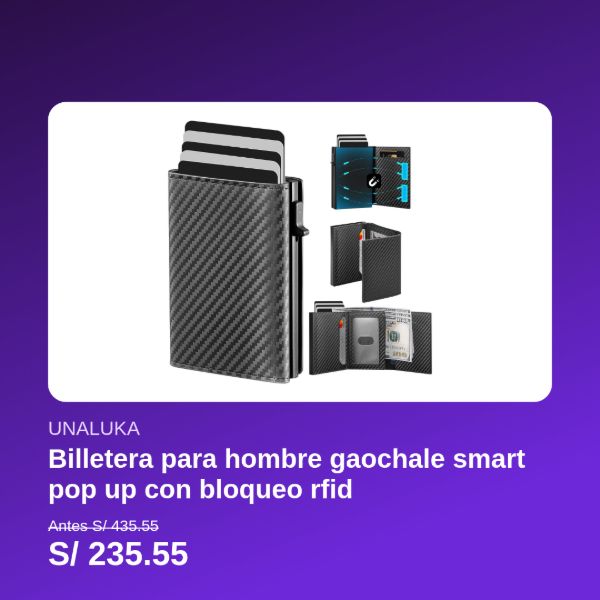 UNALUKA
Billetera para hombre gaochale smart
pop up con bloqueo rfid
Antes S/ 435.55
S/ 235.55